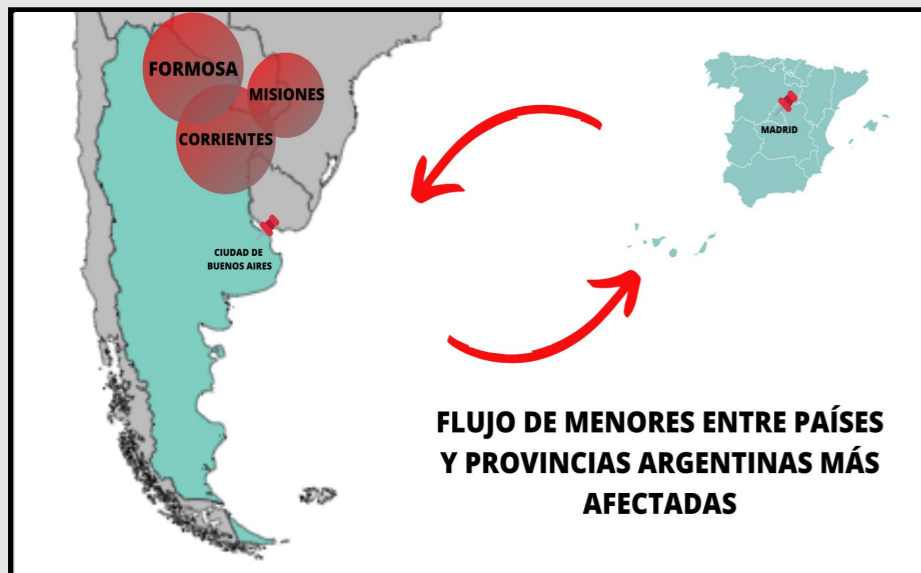 FORMOSA
MISIONES
CORRIENTES
MADRID
CIUDAD DE
BUENOS AIRES
FLUJO DE MENORES ENTRE PAÍSES
Y PROVINCIAS ARGENTINAS MÁS
AFECTADAS